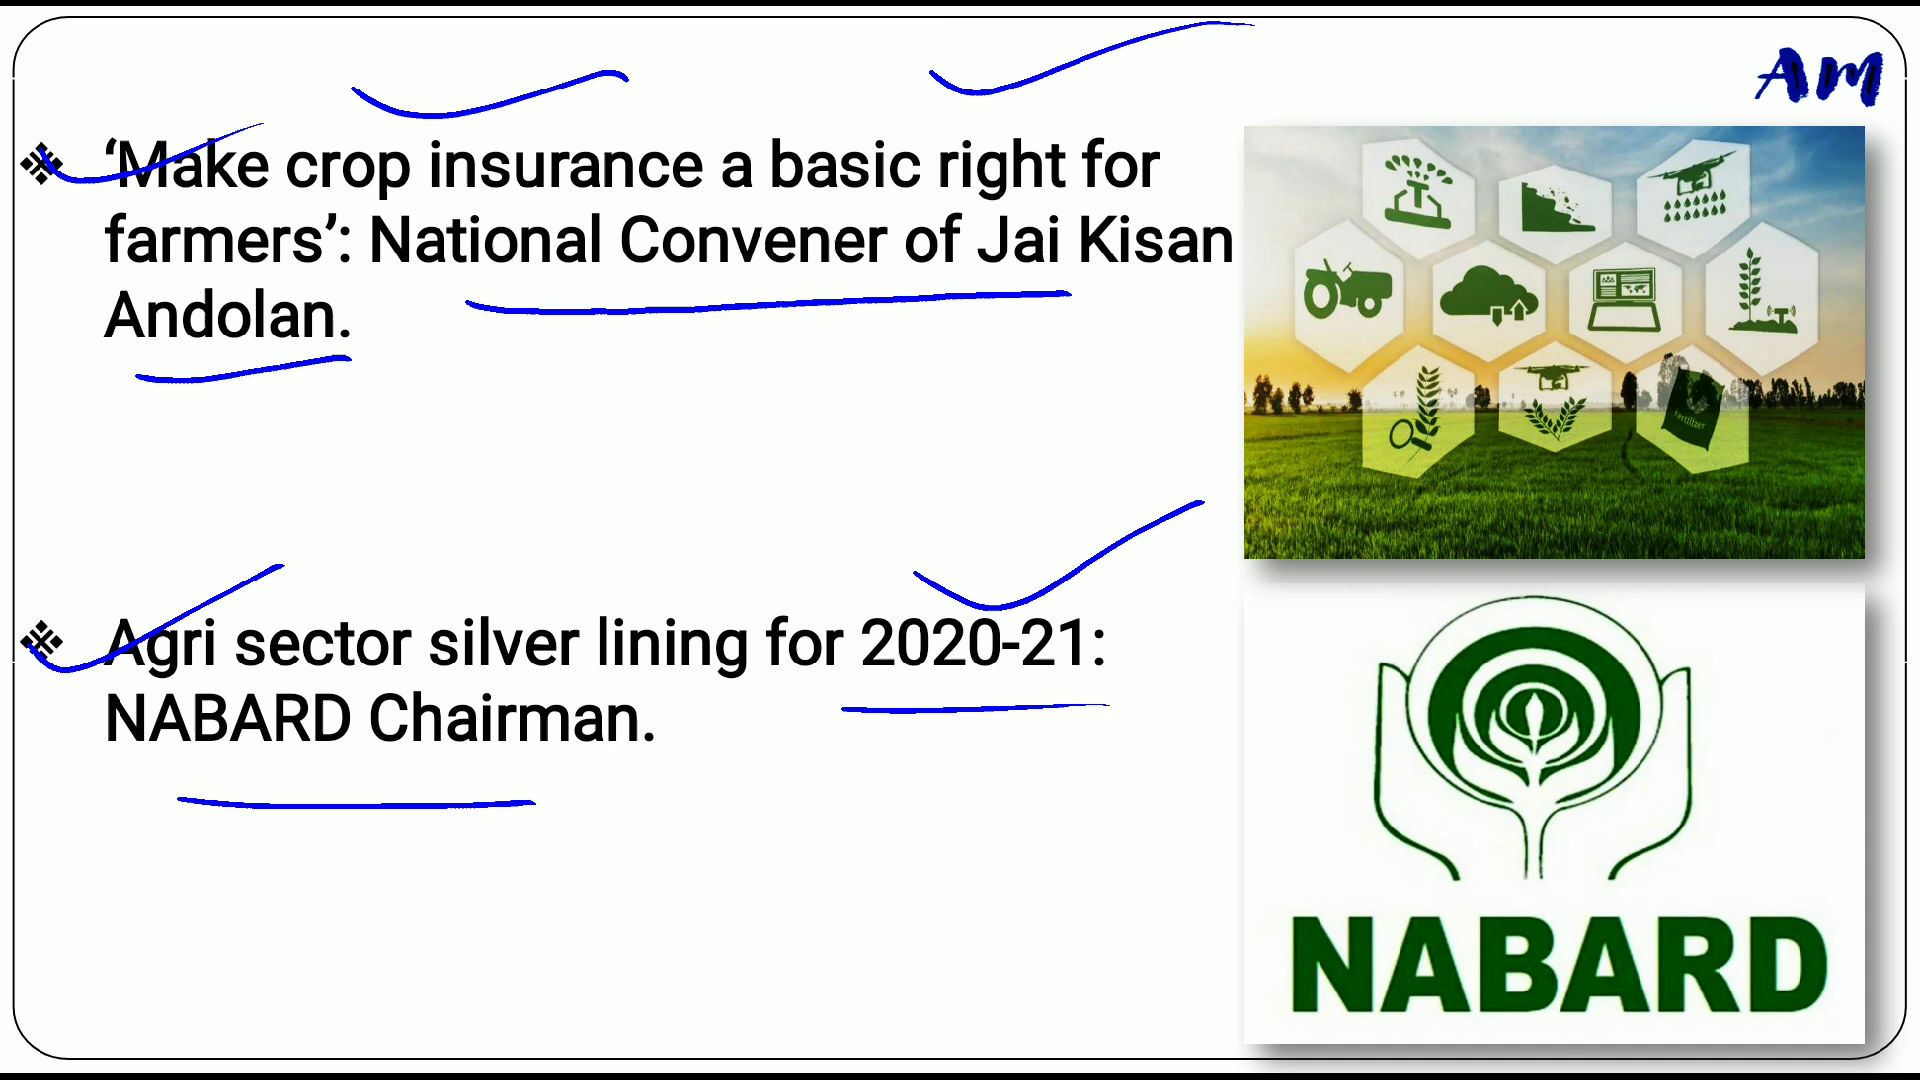 AM
‘Make crop insurance a basic right for
farmers’: National Convener of Jai Kisan
Andolan.
Fertilizer
Agri sector silver lining for 2020-21:
NABARD Chairman.
NABARD